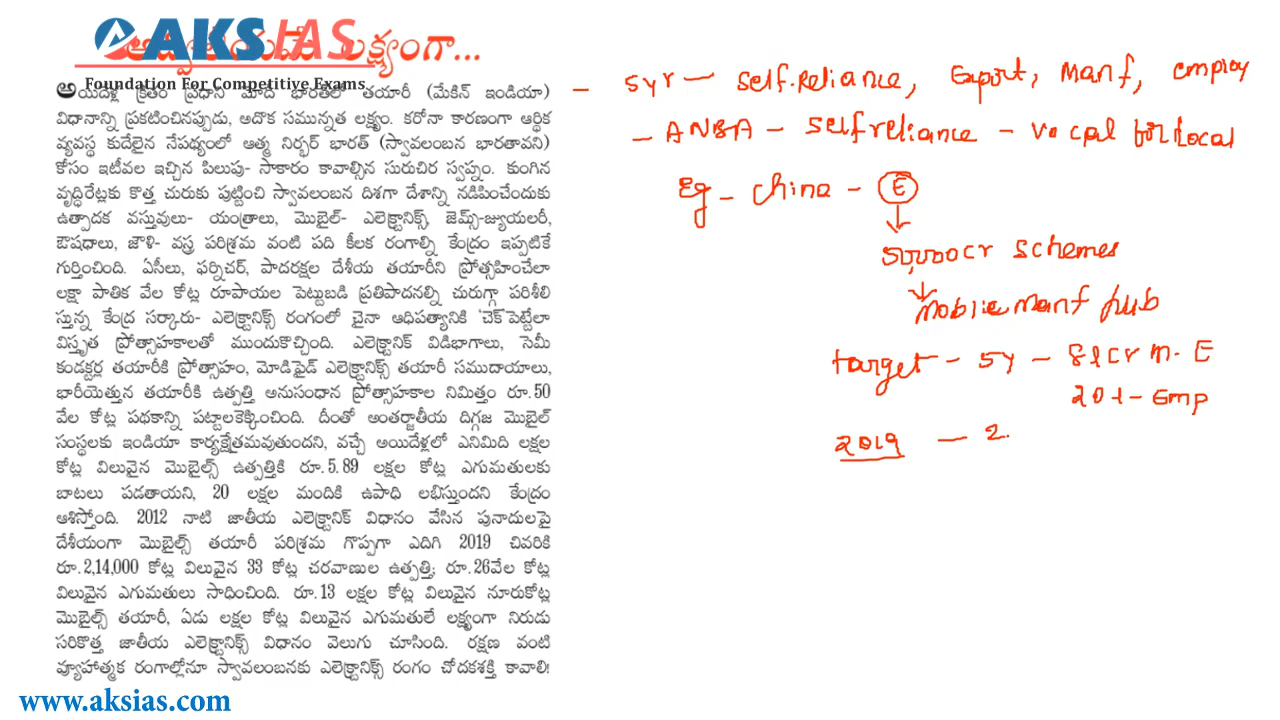 AKS IAS
లక్ష్యంగా...
Foundation For Competitive Exams
అయిదేళ్ల క్రితం ప్రధాని మోదీ భారత్‌లో తయారీ (మేకిన్ ఇండియా)
విధానాన్ని ప్రకటించినప్పుడు, అదొక సమున్నత లక్ష్యం. కరోనా కారణంగా ఆర్థిక
వ్యవస్థ కుదేలైన నేపథ్యంలో ఆత్మ నిర్భర్ భారత్ (స్వావలంబన భారతావని)
కోసం ఇటీవల ఇచ్చిన పిలుపు- సాకారం కావాల్సిన సురుచిర స్వప్నం. కుంగిన
వృద్ధిరేట్లకు కొత్త చురుకు పుట్టించి స్వావలంబన దిశగా దేశాన్ని నడిపించేందుకు
ఉత్పాదక వస్తువులు- యంత్రాలు, మొబైల్- ఎలెక్ట్రానిక్స్, జెమ్స్-జ్యుయలరీ,
ఔషధాలు, జౌళి- వస్త్ర పరిశ్రమ వంటి పది కీలక రంగాల్ని కేంద్రం ఇప్పటికే
గుర్తించింది. ఏసీలు, ఫర్నిచర్, పాదరక్షల దేశీయ తయారీని ప్రోత్సహించేలా
లక్షా పాతిక వేల కోట్ల రూపాయల పెట్టుబడి ప్రతిపాదనల్ని చురుగ్గా పరిశీలి
స్తున్న కేంద్ర సర్కారు- ఎలెక్ట్రానిక్స్ రంగంలో చైనా ఆధిపత్యానికి చెక్‌పెట్టేలా
విస్తృత ప్రోత్సాహకాలతో ముందుకొచ్చింది. ఎలెక్ట్రానిక్ విడిభాగాలు, సెమీ
కండక్టర్ల తయారీకి ప్రోత్సాహం, మోడిఫైడ్ ఎలెక్ట్రానిక్స్ తయారీ సముదాయాలు,
భారీయెత్తున తయారీకి ఉత్పత్తి అనుసంధాన ప్రోత్సాహకాల నిమిత్తం రూ.50
వేల కోట్ల పథకాన్ని పట్టాలకెక్కించింది. దీంతో అంతర్జాతీయ దిగ్గజ మొబైల్
సంస్థలకు ఇండియా కార్యక్షేత్రమవుతుందని, వచ్చే అయిదేళ్లలో ఎనిమిది లక్షల
కోట్ల విలువైన మొబైల్స్ ఉత్పత్తికి రూ.5.89 లక్షల కోట్ల ఎగుమతులకు
బాటలు పడతాయని, 20 లక్షల మందికి ఉపాధి లభిస్తుందని కేంద్రం
ఆశిస్తోంది. 2012 నాటి జాతీయ ఎలెక్ట్రానిక్ విధానం వేసిన పునాదులపై
దేశీయంగా మొబైల్స్ తయారీ పరిశ్రమ గొప్పగా ఎదిగి 2019 చివరికి
రూ.2,14,000 కోట్ల విలువైన 33 కోట్ల చరవాణుల ఉత్పత్తి; రూ.26వేల కోట్ల
విలువైన ఎగుమతులు సాధించింది. రూ.13 లక్షల కోట్ల విలువైన నూరుకోట్ల
మొబైల్స్ తయారీ, ఏడు లక్షల కోట్ల విలువైన ఎగుమతులే లక్ష్యంగా నిరుడు
సరికొత్త జాతీయ ఎలెక్ట్రానిక్స్ విధానం వెలుగు చూసింది. రక్షణ వంటి
వ్యూహాత్మక రంగాల్లోనూ స్వావలంబనకు ఎలెక్ట్రానిక్స్ రంగం చోదకశక్తి కావాలి!
www.aksias.com
- 5yr - self-reliance, Export, Manf, employ
- ANBA - self reliance - vocal for local
Eg - china - E
50,000cr schemes
Mobile Manf hub
target - 5y - 8lcr M. E
20l - Emp
2019 - 2.